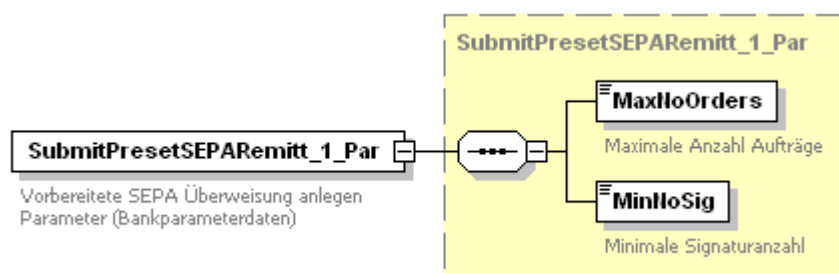 SubmitPresetSEPARemitt_1_Par
MaxNoOrders
Maximale Anzahl Aufträge
SubmitPresetSEPARemitt_1_Par
Vorbereitete SEPA Überweisung anlegen
Parameter (Bankparameterdaten)
MinNoSig
Minimale Signaturanzahl